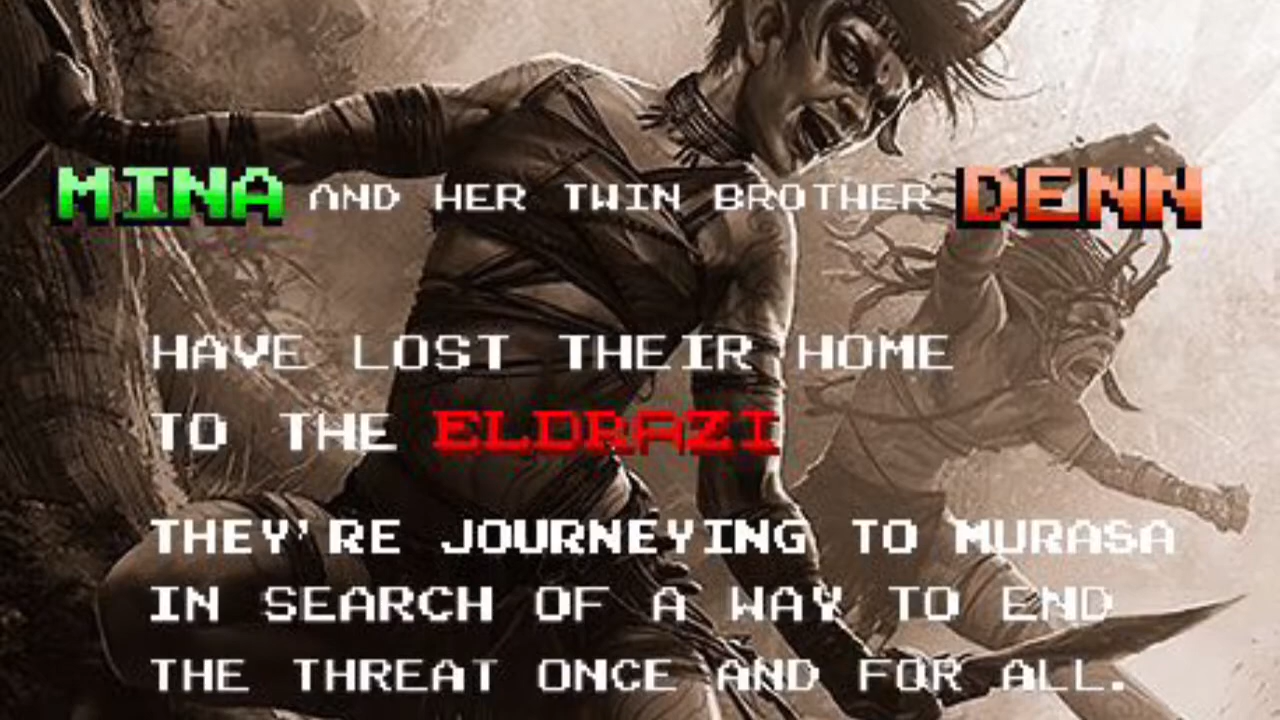 MINA AND HER TWIN BROTHER DENN
HAVE LOST THEIR HOME
TO THE ELDRAZI
THEY'RE JOURNEYING TO MURASA
IN SEARCH OF A WAY TO END
THE THREAT ONCE AND FOR ALL.